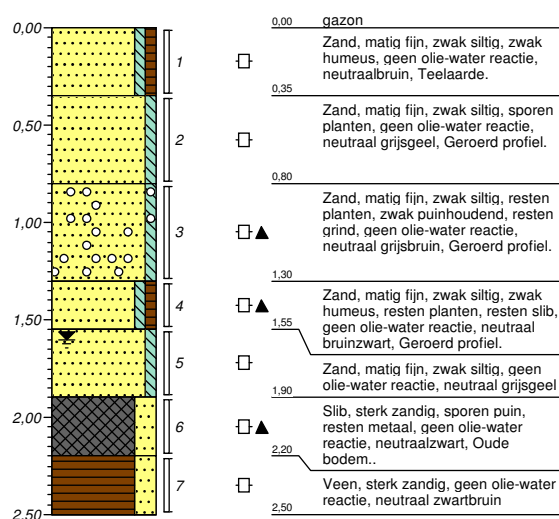 0,00
0,50
1,00
1,50
2,00
2,50
1
2
3
4
5
6
7
0,00 gazon
Zand, matig fijn, zwak siltig, zwak
humeus, geen olie-water reactie,
neutraalbruin, Teelaarde.
0,35
Zand, matig fijn, zwak siltig, sporen
planten, geen olie-water reactie,
neutraal grijsgeel, Geroerd profiel.
0,80
Zand, matig fijn, zwak siltig, resten
planten, zwak puinhoudend, resten
grind, geen olie-water reactie,
neutraal grijsbruin, Geroerd profiel.
1,30
Zand, matig fijn, zwak siltig, zwak
humeus, resten planten, resten slib,
geen olie-water reactie, neutraal
bruinzwart, Geroerd profiel.
1,55
Zand, matig fijn, zwak siltig, geen
olie-water reactie, neutraal grijsgeel
1,90
Slib, sterk zandig, sporen puin,
resten metaal, geen olie-water
reactie, neutraalzwart, Oude
bodem..
2,20
Veen, sterk zandig, geen olie-water
reactie, neutraal zwartbruin
2,50